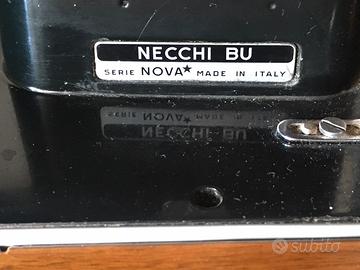 NECCHI BU
SERIE NOVA★ MADE IN ITALY
subito